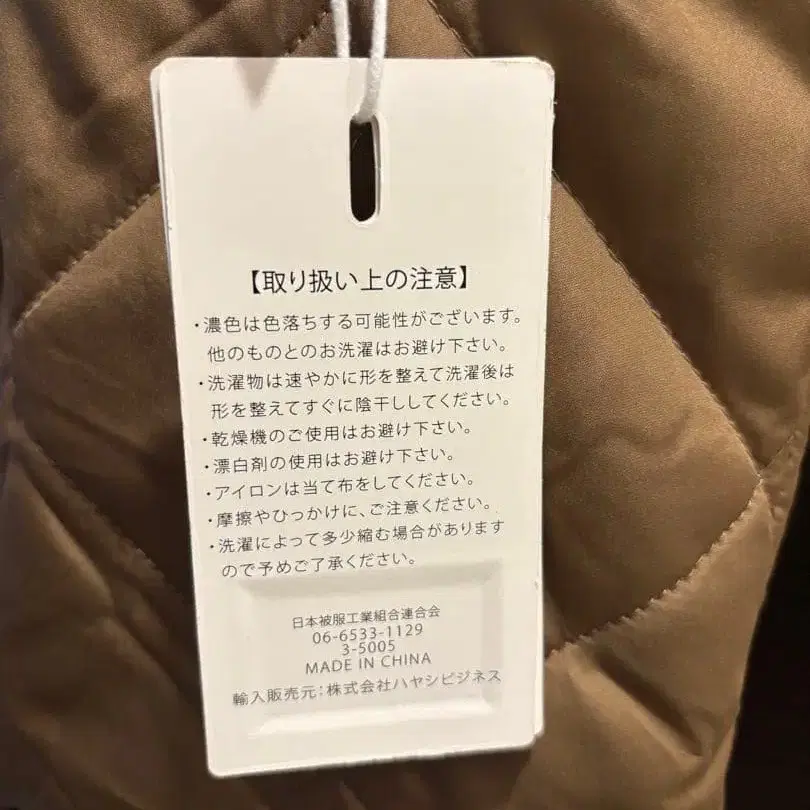 【取り扱い上の注意】
・濃色は色落ちする可能性がございます。
他のものとのお洗濯はお避け下さい。
・洗濯物は速やかに形を整えて洗濯後は
形を整えてすぐに陰干ししてください。
・乾燥機のご使用はお避け下さい。
・漂白剤の使用はお避け下さい。
・アイロンは当て布をしてください。
・摩擦やひっかけに、ご注意ください。
・洗濯によって多少縮む場合があります
ので予めご了承ください。
日本被服工業組合連合会
06-6533-1129
3-5005
MADE IN CHINA
輸入販売元：株式会社ハヤシビジネス